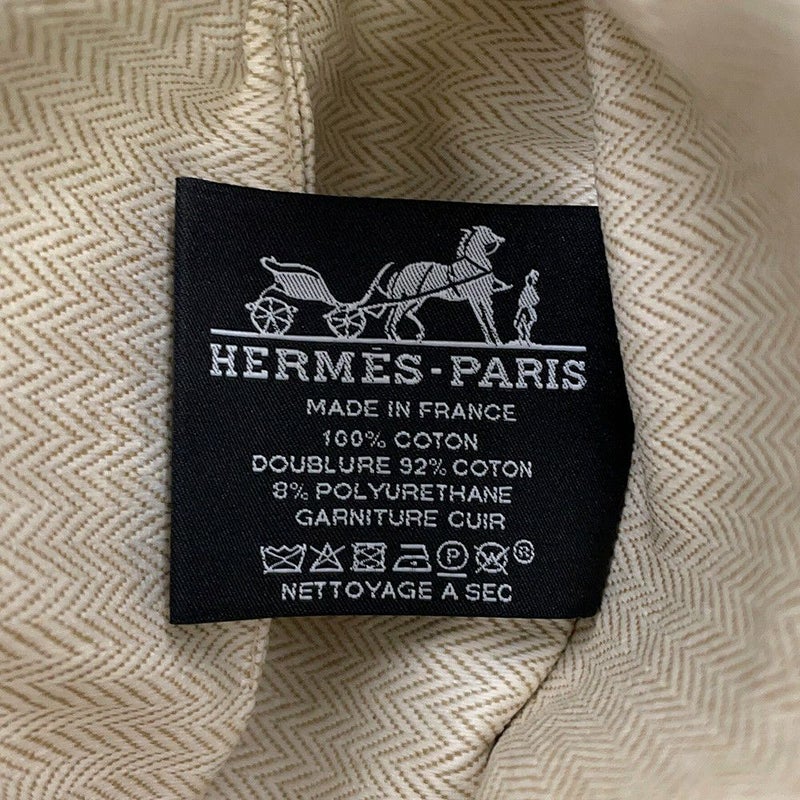 HERMÈS-PARIS
MADE IN FRANCE
100% COTON
DOUBLURE 92% COTON
8% POLYURETHANE
GARNITURE CUIR
P W ®
NETTOYAGE A SEC